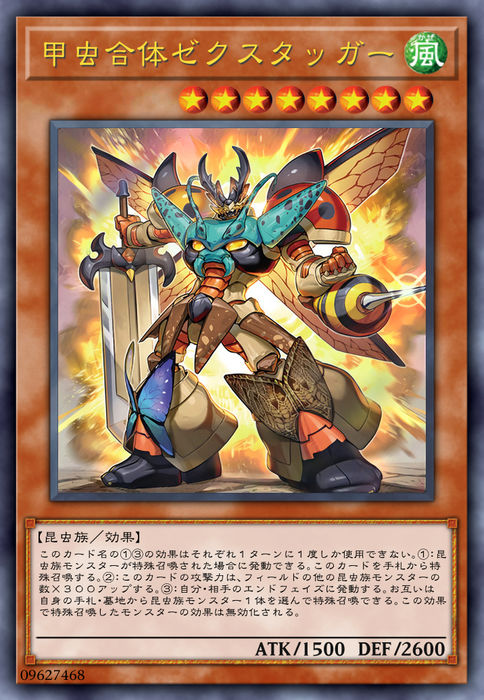 甲虫合体ゼクスタッガー
風
かぜ
【昆虫族／効果】
このカード名の①③の効果はそれぞれ１ターンに１度しか使用できない。①：昆
虫族モンスターが特殊召喚された場合に発動できる。このカードを手札から特
殊召喚する。②：このカードの攻撃力は、フィールドの他の昆虫族モンスターの
数×３００アップする。③：自分・相手のエンドフェイズに発動する。お互いは
自身の手札・墓地から昆虫族モンスター１体を選んで特殊召喚できる。この効果
で特殊召喚したモンスターの効果は無効化される。
ATK/1500 DEF/2600
09627468